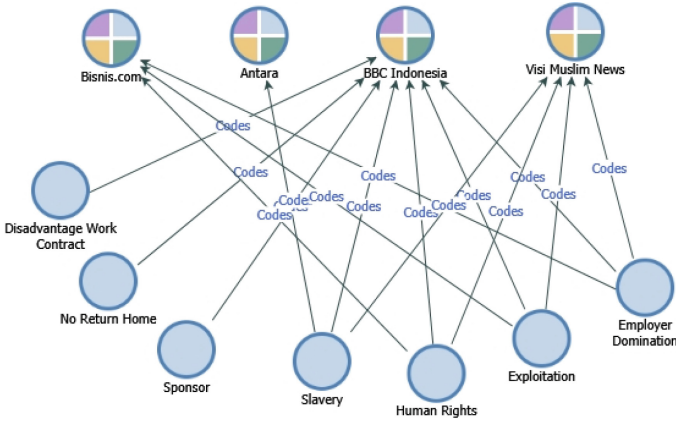 Bisnis.com
Antara
BBC Indonesia
Visi Muslim News
Codes
Codes
Codes
Codes
Codes
Codes
Codes
Codes
Codes
Codes
Codes
Codes
Codes
Codes
Disadvantage Work
Contract
No Return Home
Sponsor
Slavery
Human Rights
Exploitation
Employer
Domination